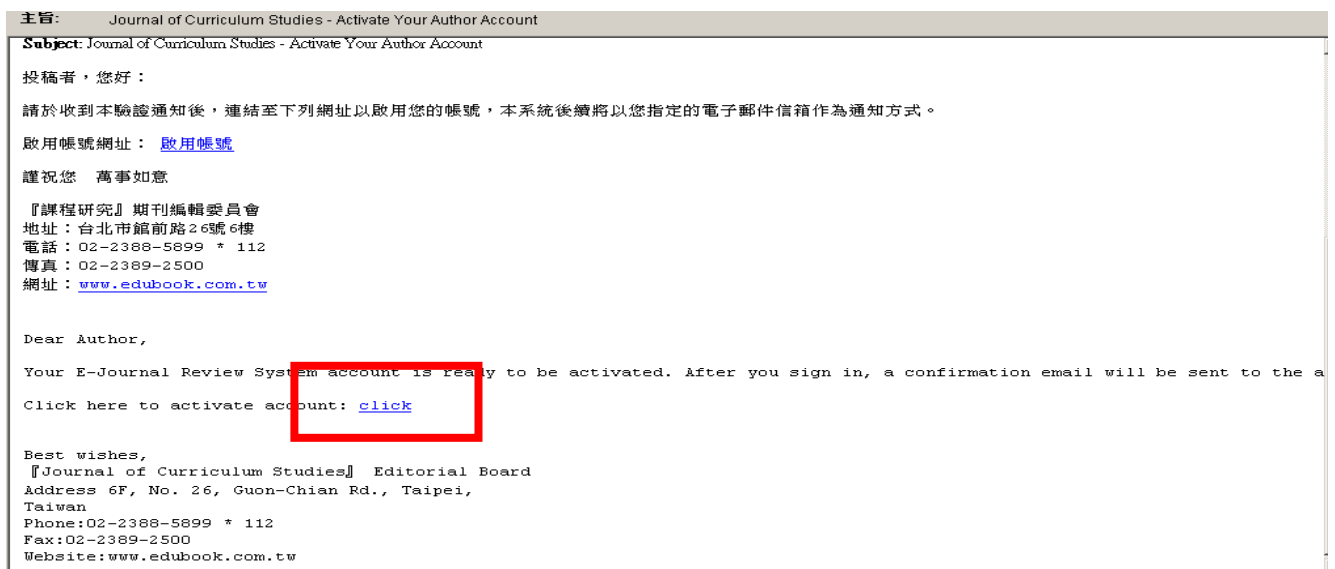 主旨: Journal of Curriculum Studies - Activate Your Author Account
Subject: Journal of Curriculum Studies - Activate Your Author Account
投稿者，您好：
請於收到本驗證通知後，連結至下列網址以啟用您的帳號，本系統後續將以您指定的電子郵件信箱作為通知方式。
啟用帳號網址： 啟用帳號
謹祝您 萬事如意
『課程研究』期刊編輯委員會
地址：台北市館前路26號6樓
電話：02-2388-5899 * 112
傳真：02-2389-2500
網址：www.edubook.com.tw
Dear Author,
Your E-Journal Review System account is ready to be activated. After you sign in, a confirmation email will be sent to the a
Click here to activate account: click
Best wishes,
『Journal of Curriculum Studies』 Editorial Board
Address 6F, No. 26, Guon-Chian Rd., Taipei,
Taiwan
Phone:02-2388-5899 * 112
Fax:02-2389-2500
Website:www.edubook.com.tw